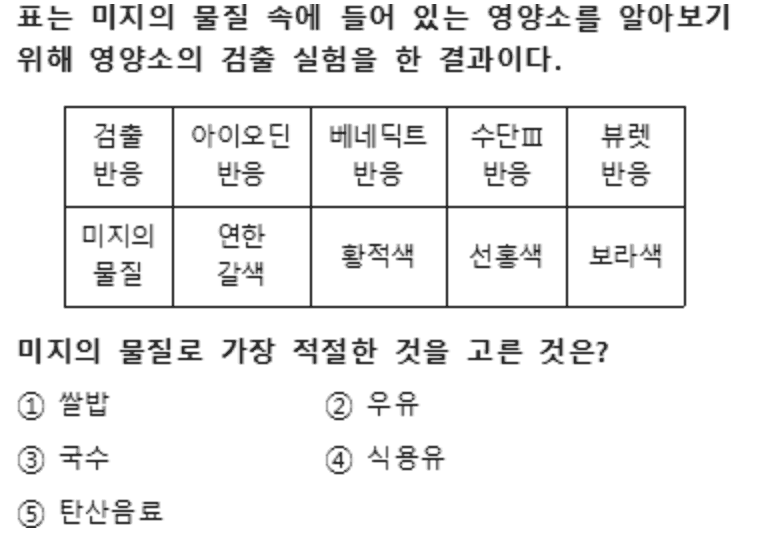 표는 미지의 물질 속에 들어 있는 영양소를 알아보기
위해 영양소의 검출 실험을 한 결과이다.
검출 반응 아이오딘 반응 베네딕트 반응 수단Ⅲ 반응 뷰렛 반응
미지의 물질 연한 갈색 황적색 선홍색 보라색
미지의 물질로 가장 적절한 것을 고른 것은?
① 쌀밥 ② 우유
③ 국수 ④ 식용유
⑤ 탄산음료